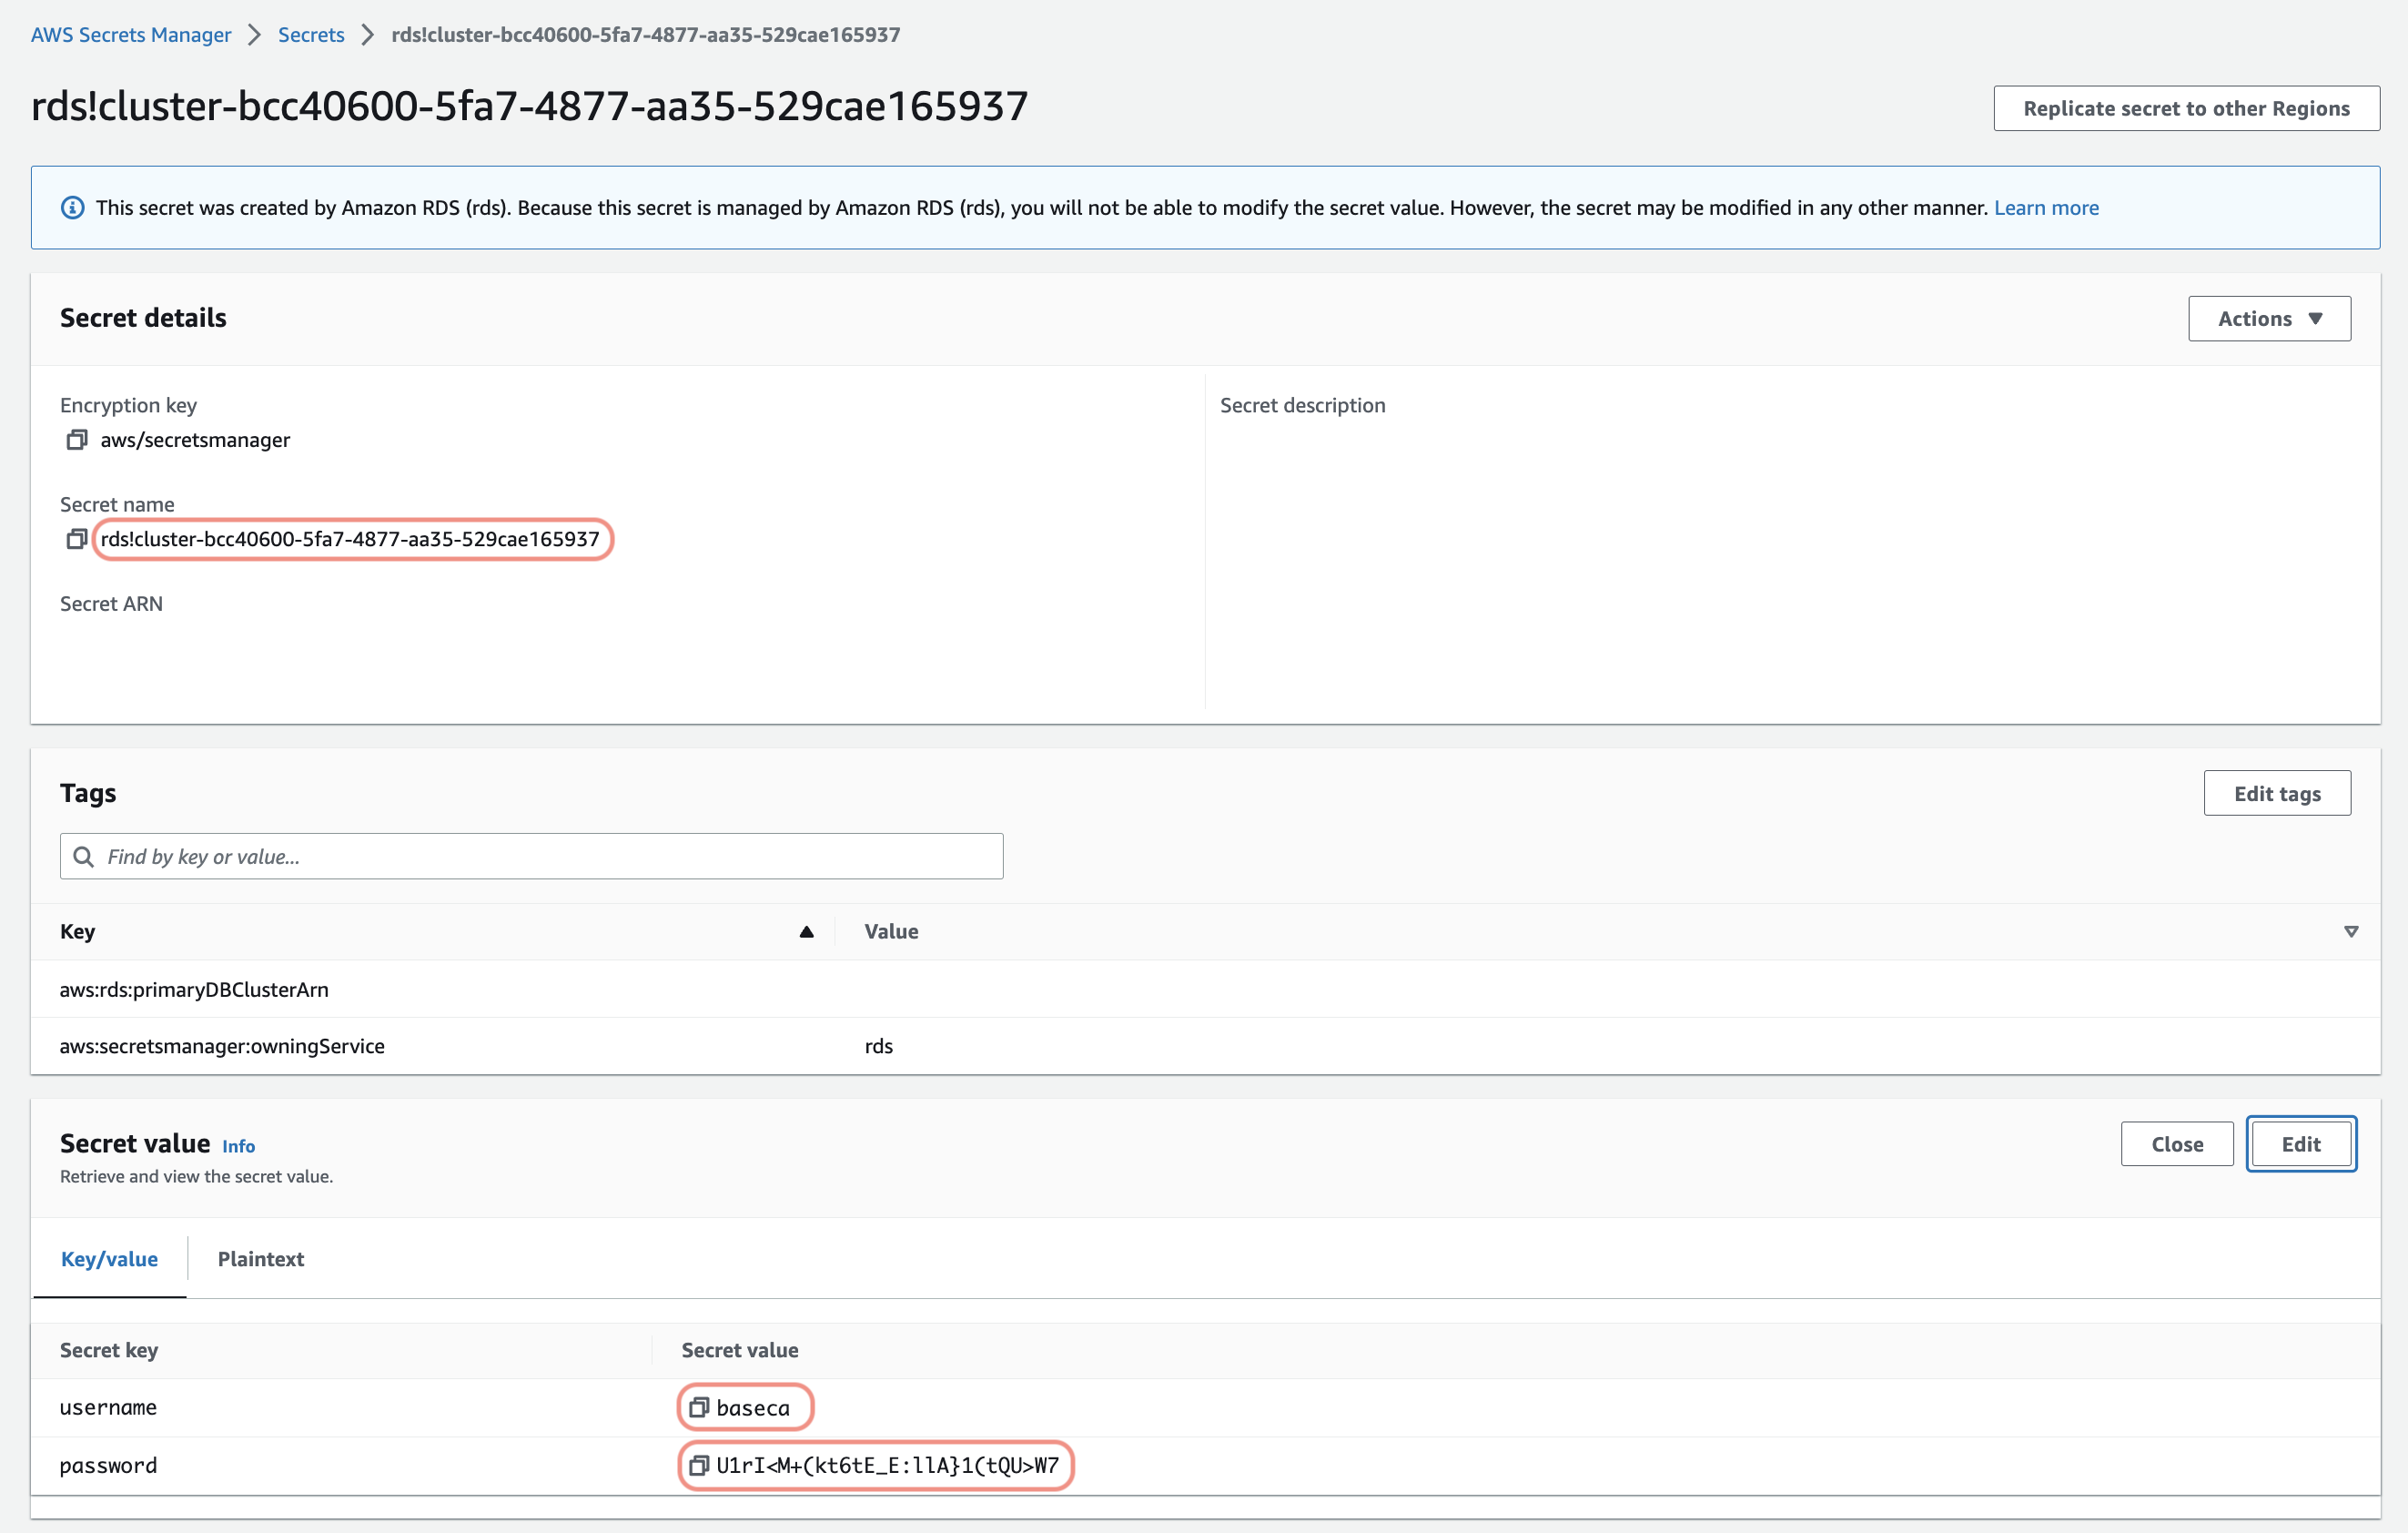 AWS Secrets Manager > Secrets > rds!cluster-bcc40600-5fa7-4877-aa35-529cae165937
rds!cluster-bcc40600-5fa7-4877-aa35-529cae165937
Replicate secret to other Regions
This secret was created by Amazon RDS (rds). Because this secret is managed by Amazon RDS (rds), you will not be able to modify the secret value. However, the secret may be modified in any other manner. Learn more
Secret details
Actions
Encryption key
aws/secretsmanager
Secret name
rds!cluster-bcc40600-5fa7-4877-aa35-529cae165937
Secret ARN
Secret description
Tags
Edit tags
Find by key or value...
Key Value
aws:rds:primaryDBClusterArn
aws:secretsmanager:owningService rds
Secret value Info
Retrieve and view the secret value.
Close
Edit
Key/value Plaintext
Secret key Secret value
username baseca
password U1rI<M+(kt6tE_E:llA}1(tQU>W7